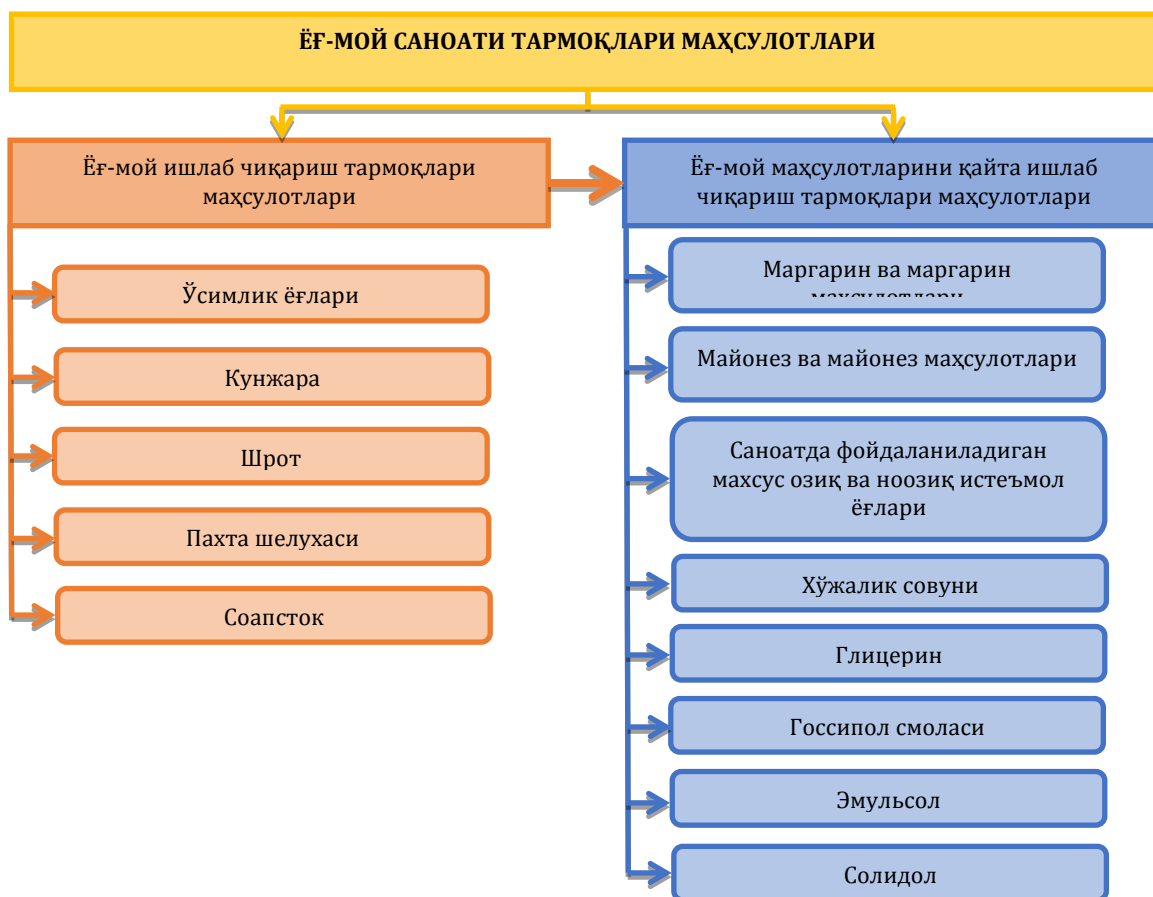 ЁҒ-МОЙ САНОАТИ ТАРМОҚЛАРИ МАҲСУЛОТЛАРИ
Ёғ-мой ишлаб чиқариш тармоқлари
маҳсулотлари
Ўсимлик ёғлари
Кунжара
Шрот
Пахта шелухаси
Соапсток
Ёғ-мой маҳсулотларини қайта ишлаб
чиқариш тармоқлари маҳсулотлари
Маргарин ва маргарин
маҳсулотлари
Майонез ва майонез маҳсулотлари
Саноатда фойдаланиладиган
махсус озиқ ва ноозиқ истеъмол
ёғлари
Хўжалик совуни
Глицерин
Госсипол смоласи
Эмульсол
Солидол